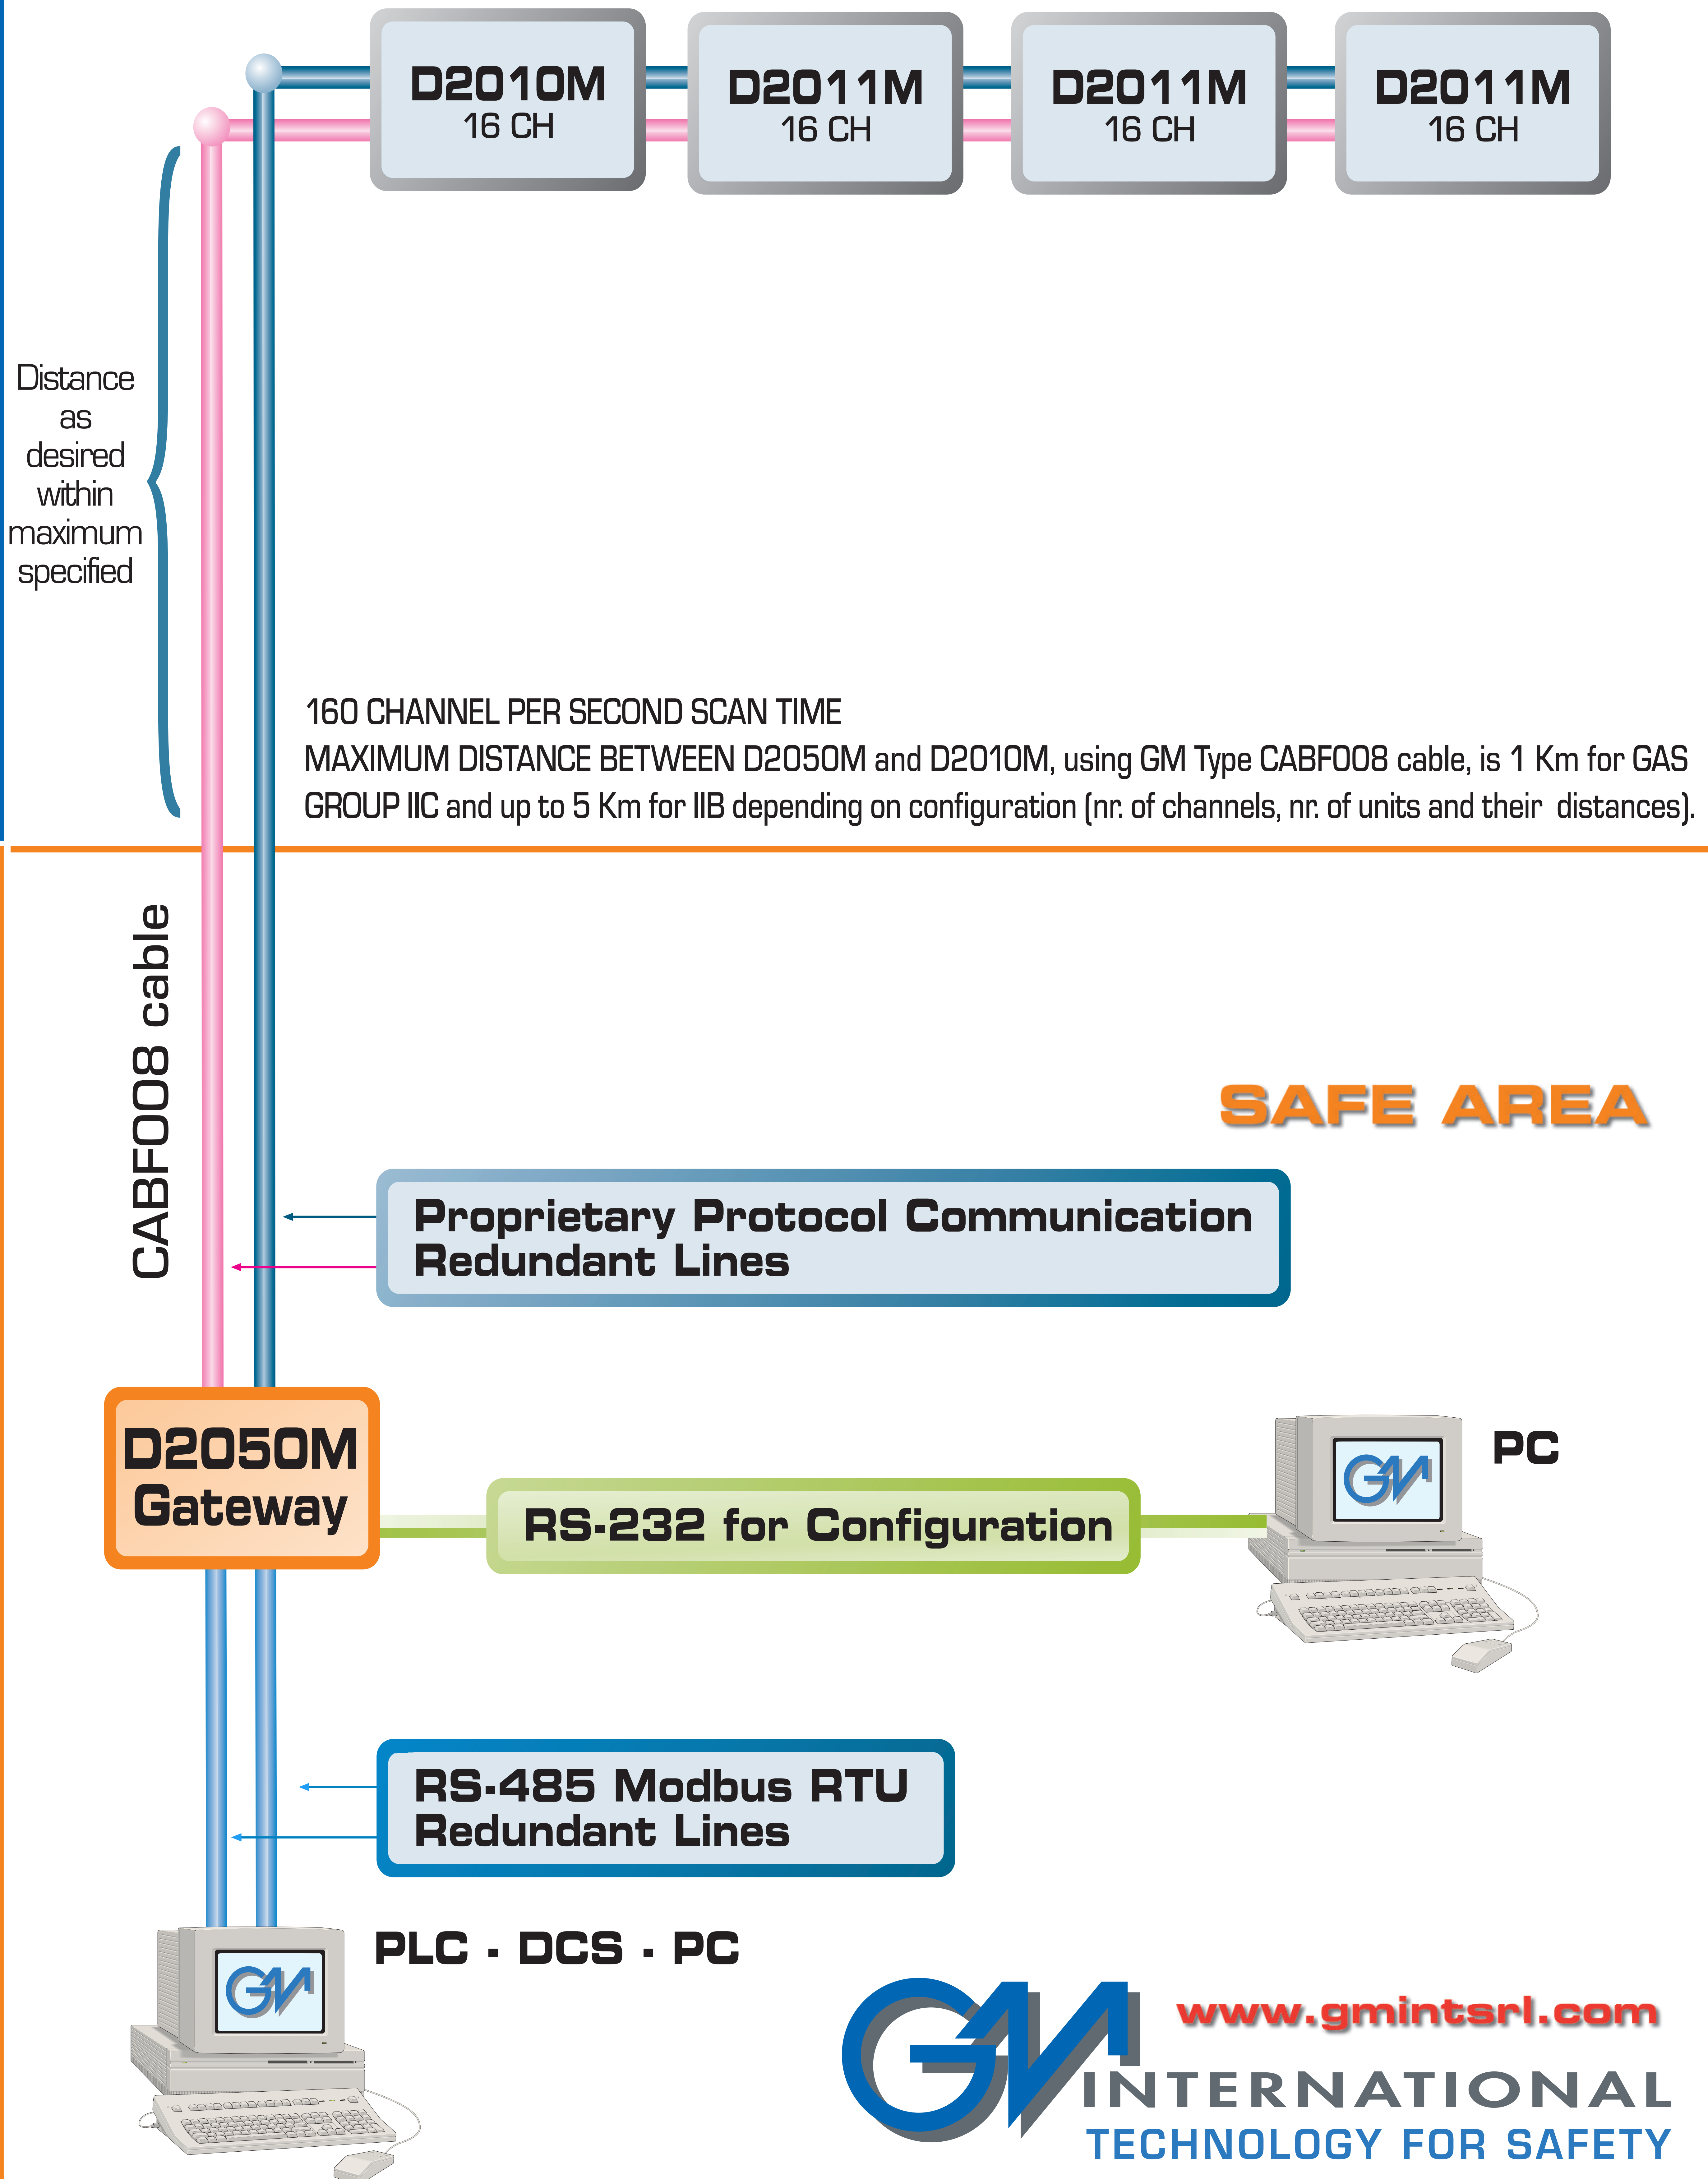 D2010M
16 CH
D2011M
16 CH
D2011M
16 CH
D2011M
16 CH
Distance
as
desired
within
maximum
specified
160 CHANNEL PER SECOND SCAN TIME
MAXIMUM DISTANCE BETWEEN D2050M and D2010M, using GM Type CABF008 cable, is 1 Km for GAS
GROUP IIC and up to 5 Km for IIB depending on configuration (nr. of channels, nr. of units and their distances).
CABF008 cable
SAFE AREA
Proprietary Protocol Communication
Redundant Lines
D2050M
Gateway
RS-232 for Configuration
GM
PC
RS-485 Modbus RTU
Redundant Lines
GM
PLC - DCS - PC
GM
www.gmintsrl.com
INTERNATIONAL
TECHNOLOGY FOR SAFETY